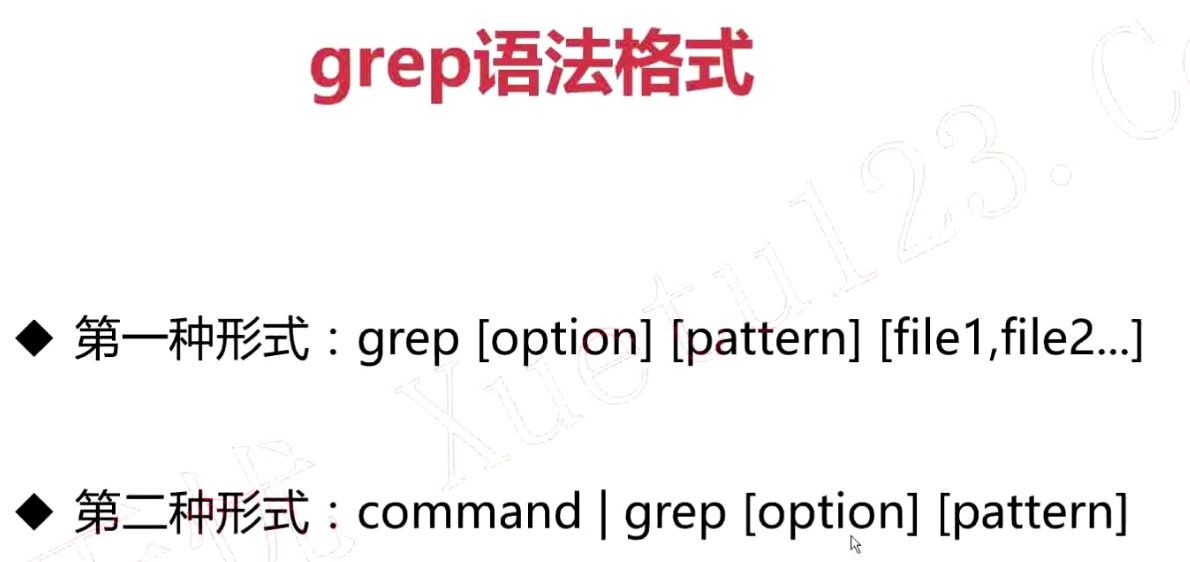 grep语法格式
◆ 第一种形式：grep [option] [pattern] [file1,file2...]
◆ 第二种形式：command | grep [option] [pattern]
Xuetu123.